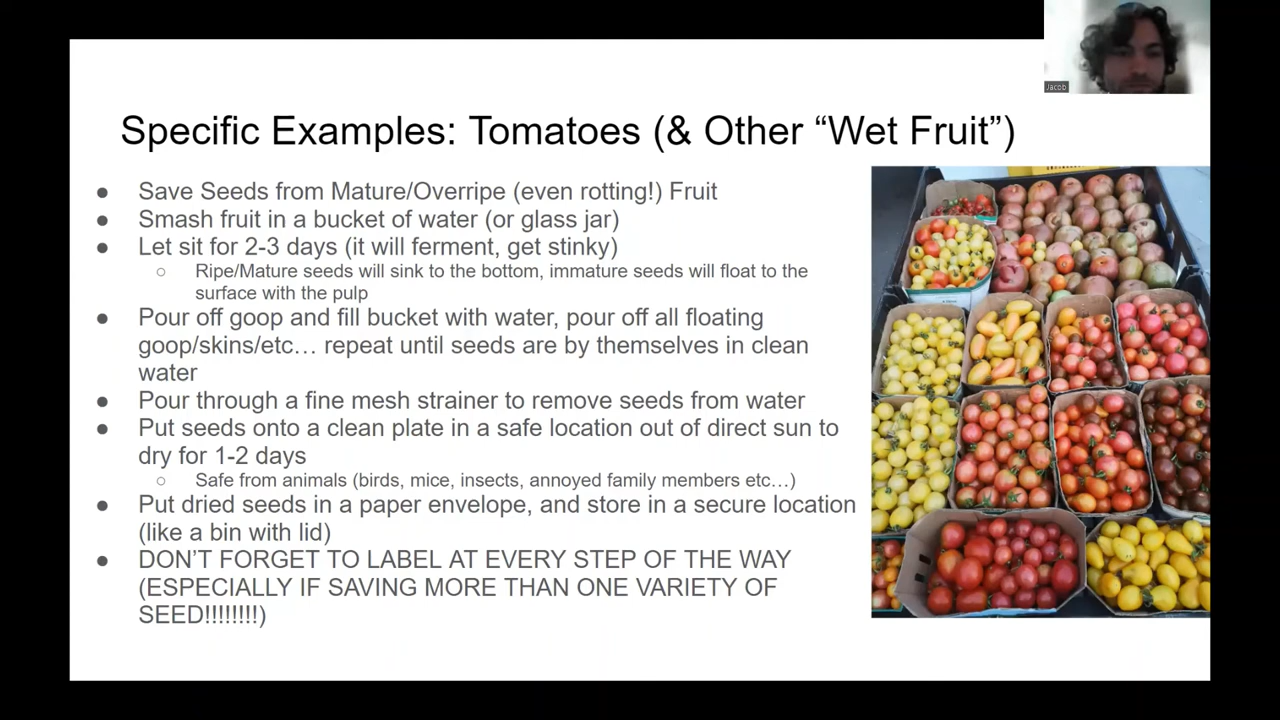 Jacob
Specific Examples: Tomatoes (& Other “Wet Fruit”)
● Save Seeds from Mature/Overripe (even rotting!) Fruit
● Smash fruit in a bucket of water (or glass jar)
● Let sit for 2-3 days (it will ferment, get stinky)
○ Ripe/Mature seeds will sink to the bottom, immature seeds will float to the
surface with the pulp
● Pour off goop and fill bucket with water, pour off all floating
goop/skins/etc… repeat until seeds are by themselves in clean
water
● Pour through a fine mesh strainer to remove seeds from water
● Put seeds onto a clean plate in a safe location out of direct sun to
dry for 1-2 days
○ Safe from animals (birds, mice, insects, annoyed family members etc…)
● Put dried seeds in a paper envelope, and store in a secure location
(like a bin with lid)
● DON’T FORGET TO LABEL AT EVERY STEP OF THE WAY
(ESPECIALLY IF SAVING MORE THAN ONE VARIETY OF
SEED!!!!!!!!)